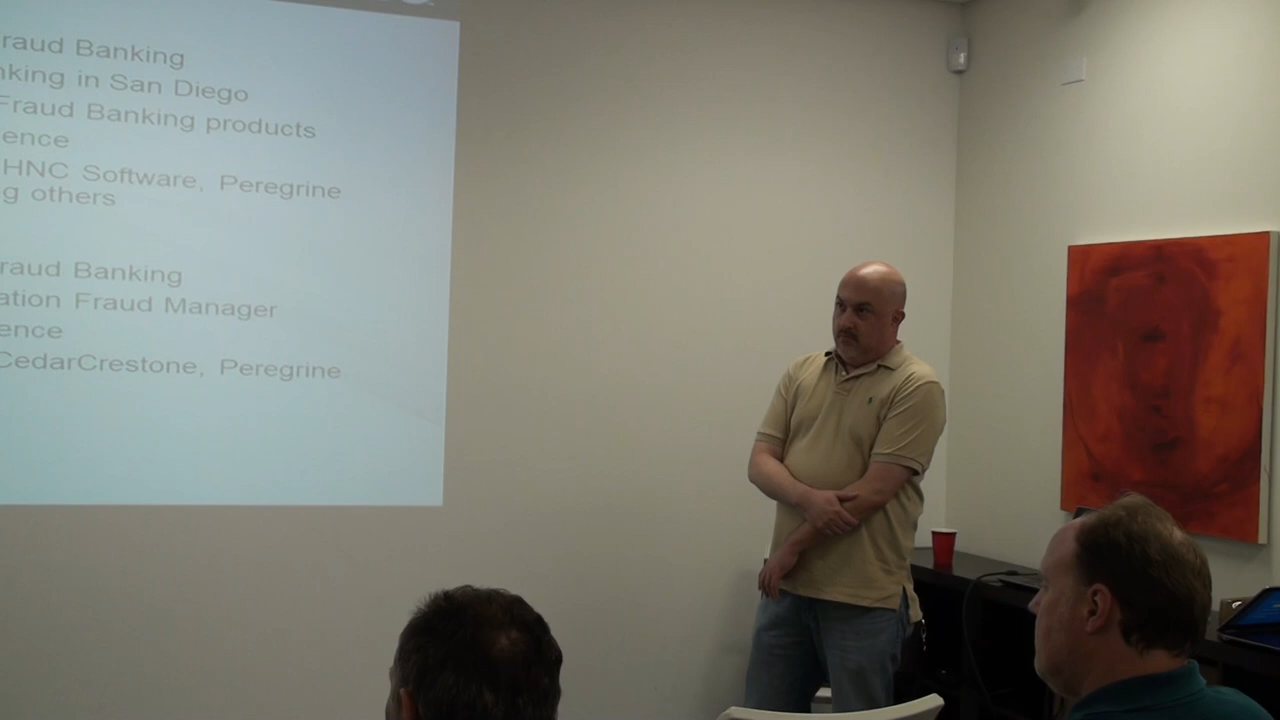 raud Banking
nking in San Diego
Fraud Banking products
ence
HNC Software, Peregrine
g others
raud Banking
ation Fraud Manager
ence
CedarCrestone, Peregrine